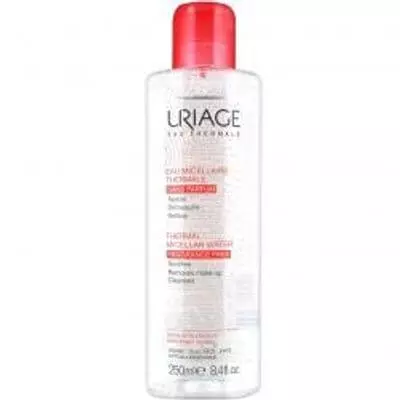 URIAGE
EAU THERMALE
EAU MICELLAIRE
THERMALE
SANS PARFUM
Apaise
Démaquille
Nettoie
THERMAL
MICELLAR WATER
FRAGRANCE FREE
Soothes
Removes make-up
Cleanses
250ml℮ 8.4fl.oz